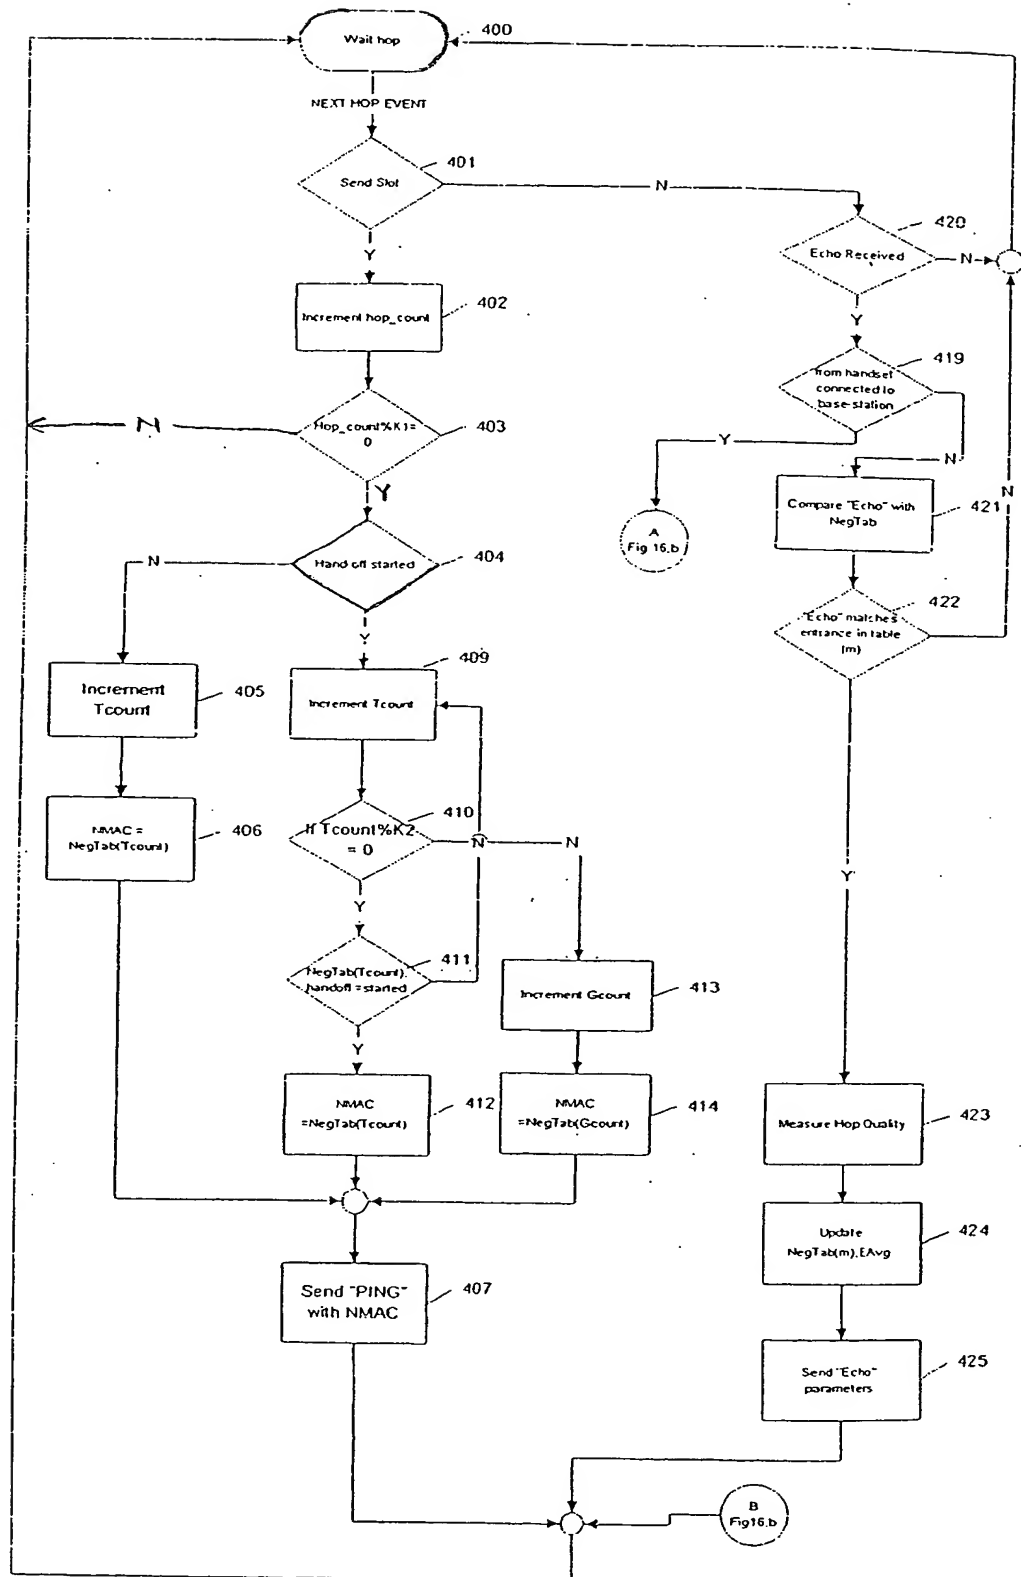 Wait hop
400
NEXT HOP EVENT
Send Slot
401
N
Y
Echo Received
420
N
Increment hop_count
402
Y
from handset
connected to
base-station
419
Hop_count%K1=
0
403
N
Y
Y
N
A
Fig 16,b
Compare "Echo" with
NegTab
421
N
Hand off started
404
N
Y
"Echo" matches
entrance in table
(m)
422
409
Increment
Tcount
405
Increment Tcount
NMAC =
NegTab(Tcount)
406
If Tcount%K2
= 0
410
N
N
Y
Y
NegTab(Tcount).
handoff=started
411
Increment Gcount
413
Y
NMAC
=NegTab(Tcount)
412
NMAC
=NegTab(Gcount)
414
Measure Hop Quality
423
Update
NegTab(m),EAvg
424
Send "PING"
with NMAC
407
Send "Echo"
parameters
425
B
Fig16,b